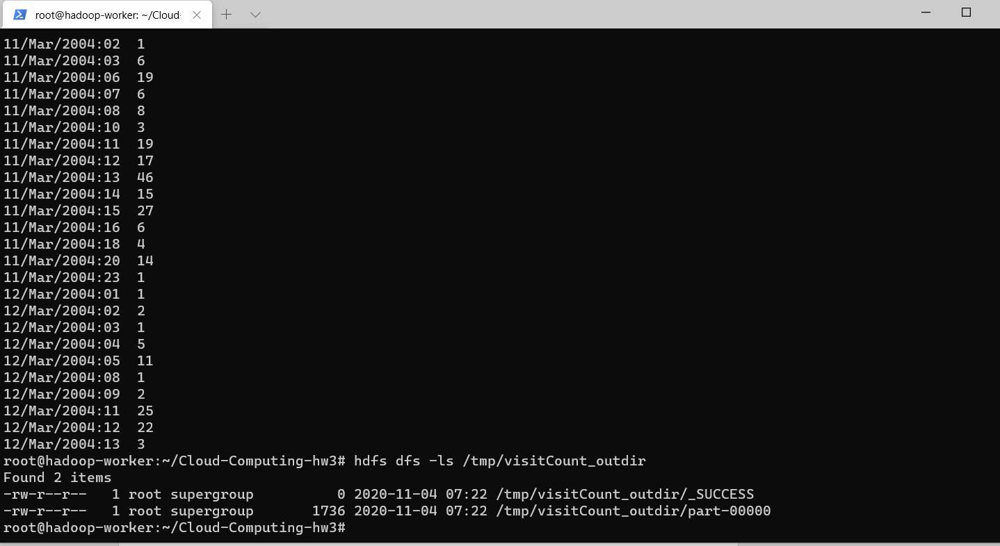 root@hadoop-worker: ~/Cloud-
11/Mar/2004:02  1
11/Mar/2004:03  6
11/Mar/2004:06  19
11/Mar/2004:07  6
11/Mar/2004:08  8
11/Mar/2004:10  3
11/Mar/2004:11  19
11/Mar/2004:12  17
11/Mar/2004:13  46
11/Mar/2004:14  15
11/Mar/2004:15  27
11/Mar/2004:16  6
11/Mar/2004:18  4
11/Mar/2004:20  14
11/Mar/2004:23  1
12/Mar/2004:01  1
12/Mar/2004:02  2
12/Mar/2004:03  1
12/Mar/2004:04  5
12/Mar/2004:05  11
12/Mar/2004:08  1
12/Mar/2004:09  2
12/Mar/2004:11  25
12/Mar/2004:12  22
12/Mar/2004:13  3
root@hadoop-worker:~/Cloud-Computing-hw3# hdfs dfs -ls /tmp/visitCount_outdir
Found 2 items
-rw-r--r--   1 root supergroup          0 2020-11-04 07:22 /tmp/visitCount_outdir/_SUCCESS
-rw-r--r--   1 root supergroup       1736 2020-11-04 07:22 /tmp/visitCount_outdir/part-00000
root@hadoop-worker:~/Cloud-Computing-hw3#